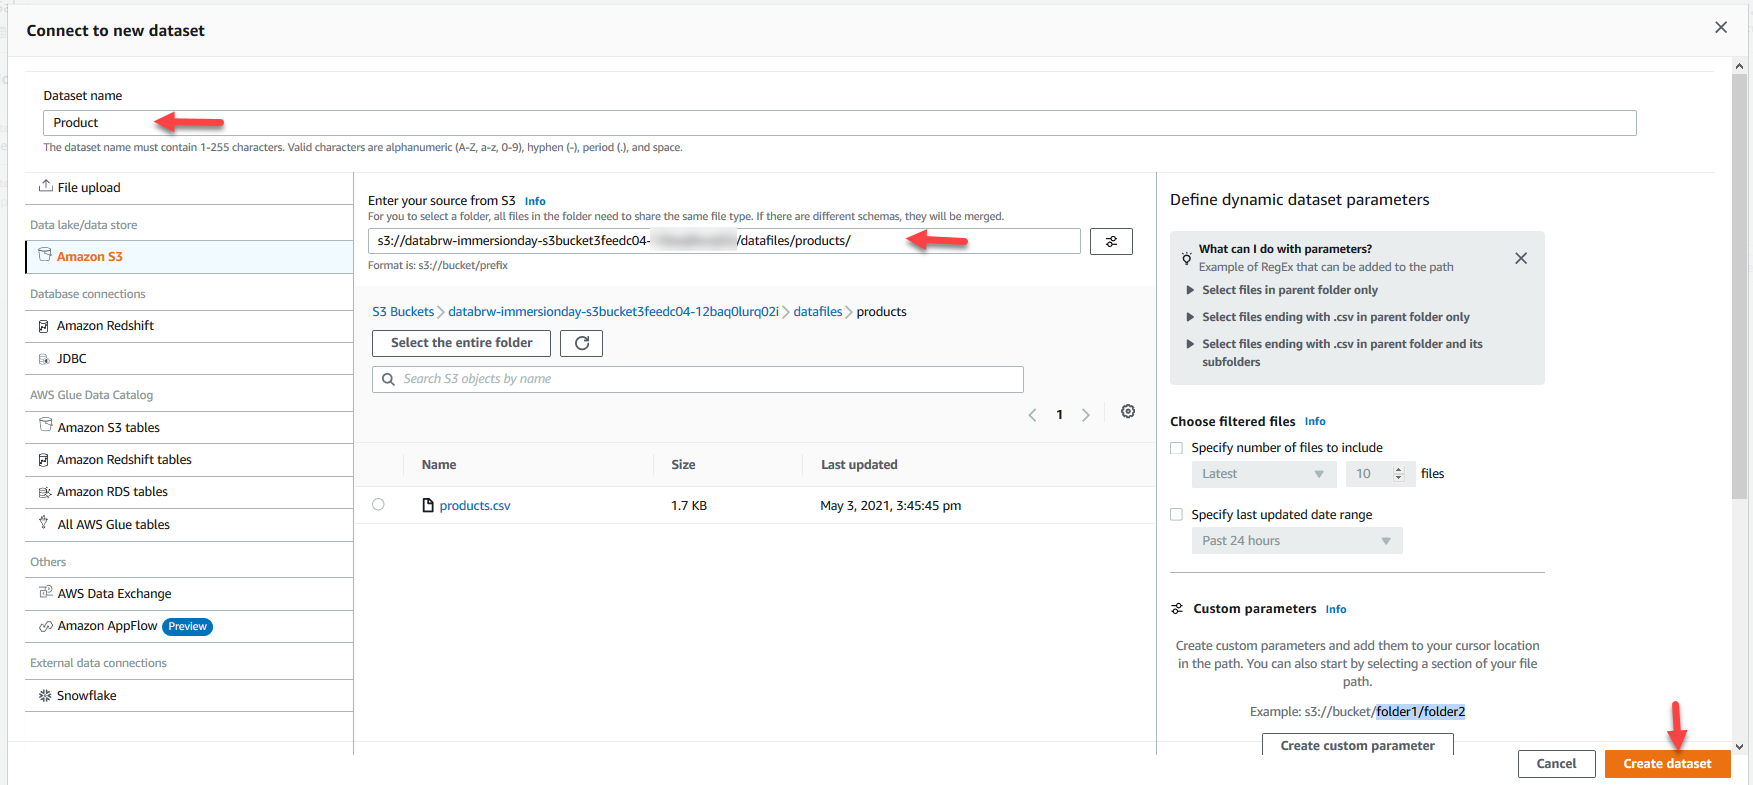 Connect to new dataset
Dataset name
Product
The dataset name must contain 1-255 characters. Valid characters are alphanumeric (A-Z, a-z, 0-9), hyphen (-), period (.), and space.
File upload
Data lake/data store
Amazon S3
Database connections
Amazon Redshift
JDBC
AWS Glue Data Catalog
Amazon S3 tables
Amazon Redshift tables
Amazon RDS tables
All AWS Glue tables
Others
AWS Data Exchange
Amazon AppFlow Preview
External data connections
Snowflake
Enter your source from S3 Info
For you to select a folder, all files in the folder need to share the same file type. If there are different schemas, they will be merged.
s3://databrw-immersionday-s3bucket3feedc04- /datafiles/products/
Format is: s3://bucket/prefix
S3 Buckets databrw-immersionday-s3bucket3feedc04-12baq0lurq02i datafiles products
Select the entire folder
Search S3 objects by name
1
Name Size Last updated
products.csv 1.7 KB May 3, 2021, 3:45:45 pm
Define dynamic dataset parameters
What can I do with parameters?
Example of RegEx that can be added to the path
Select files in parent folder only
Select files ending with .csv in parent folder only
Select files ending with .csv in parent folder and its
subfolders
Choose filtered files Info
Specify number of files to include
Latest 10 files
Specify last updated date range
Past 24 hours
Custom parameters Info
Create custom parameters and add them to your cursor location
in the path. You can also start by selecting a section of your file
path.
Example: s3://bucket/folder1/folder2
Create custom parameter
Cancel Create dataset